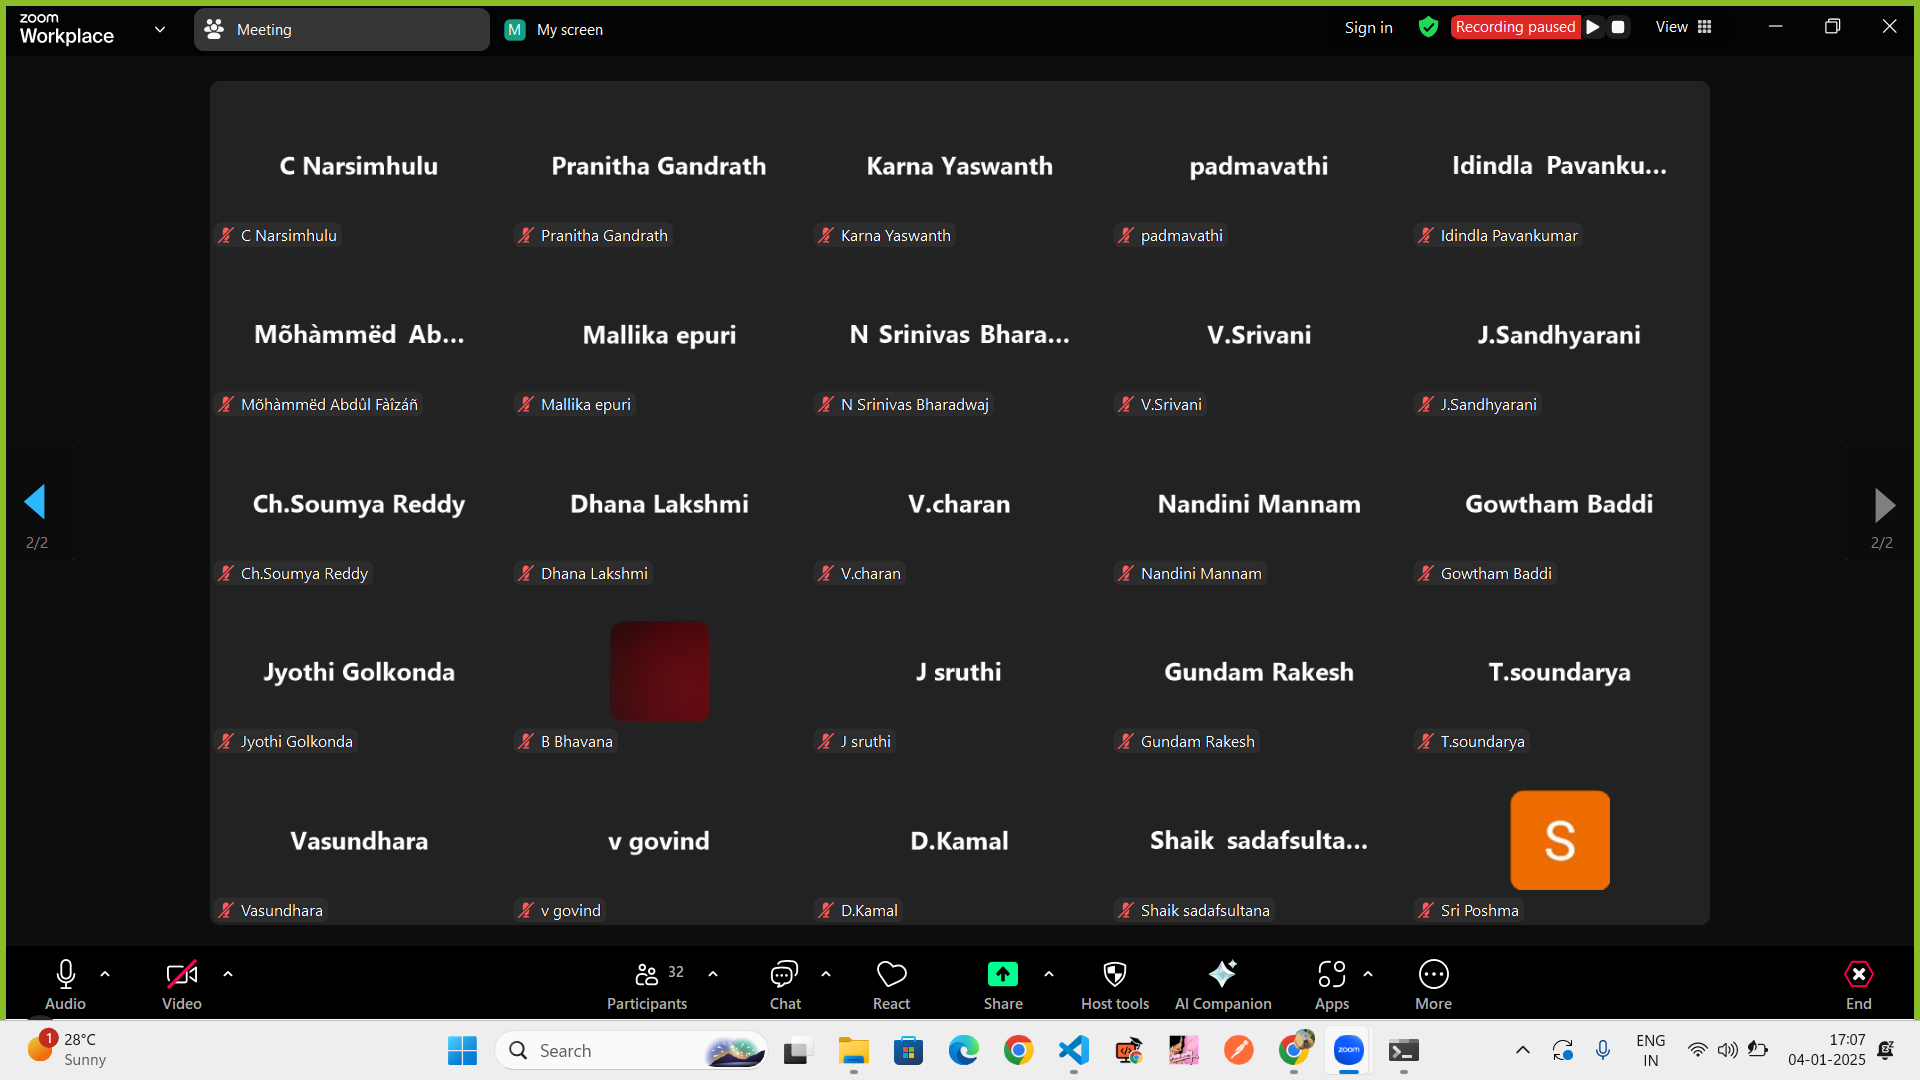 zoom
Workplace
Meeting
M
My screen
Sign in
Recording paused
View
C Narsimhulu
Pranitha Gandrath
Karna Yaswanth
padmavathi
Idindla Pavanku...
C Narsimhulu
Pranitha Gandrath
Karna Yaswanth
padmavathi
Idindla Pavankumar
Mõhàmmëd Ab...
Mallika epuri
N Srinivas Bhara...
V.Srivani
J.Sandhyarani
Mõhàmmëd Abdûl Fàîzáñ
Mallika epuri
N Srinivas Bharadwaj
V.Srivani
J.Sandhyarani
Ch.Soumya Reddy
Dhana Lakshmi
V.charan
Nandini Mannam
Gowtham Baddi
2/2
2/2
Ch.Soumya Reddy
Dhana Lakshmi
V.charan
Nandini Mannam
Gowtham Baddi
Jyothi Golkonda
J sruthi
Gundam Rakesh
T.soundarya
Jyothi Golkonda
B Bhavana
J sruthi
Gundam Rakesh
T.soundarya
Vasundhara
v govind
D.Kamal
Shaik sadafsulta...
S
Vasundhara
v govind
D.Kamal
Shaik sadafsultana
Sri Poshma
Audio
Video
32
Participants
Chat
React
Share
Host tools
AI Companion
Apps
More
End
1
28°C
Sunny
Search
zoom
ENG
IN
17:07
04-01-2025